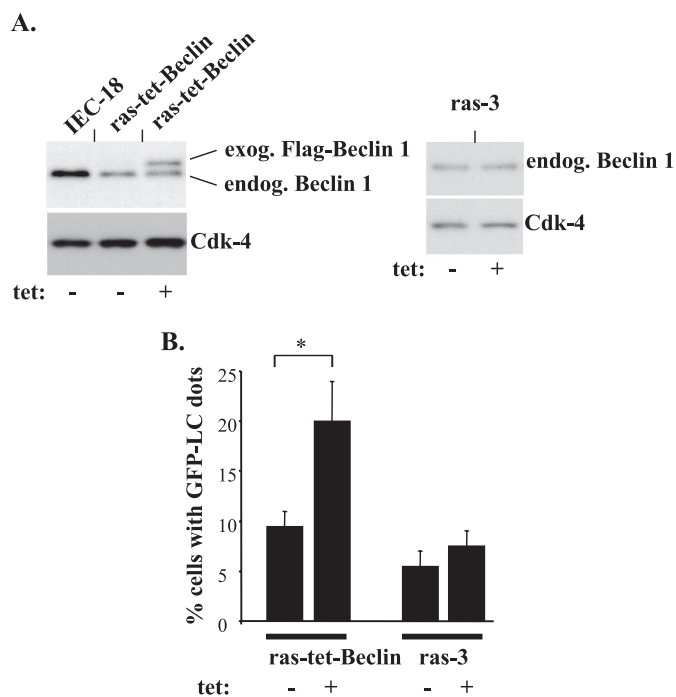 A.
IEC-18
ras-tet-Beclin
ras-tet-Beclin
exog. Flag-Beclin 1
endog. Beclin 1
Cdk-4
tet: - - +
ras-3
endog. Beclin 1
Cdk-4
- +
B.
*
% cells with GFP-LC dots
25
20
15
10
5
0
ras-tet-Beclin ras-3
tet: - + - +